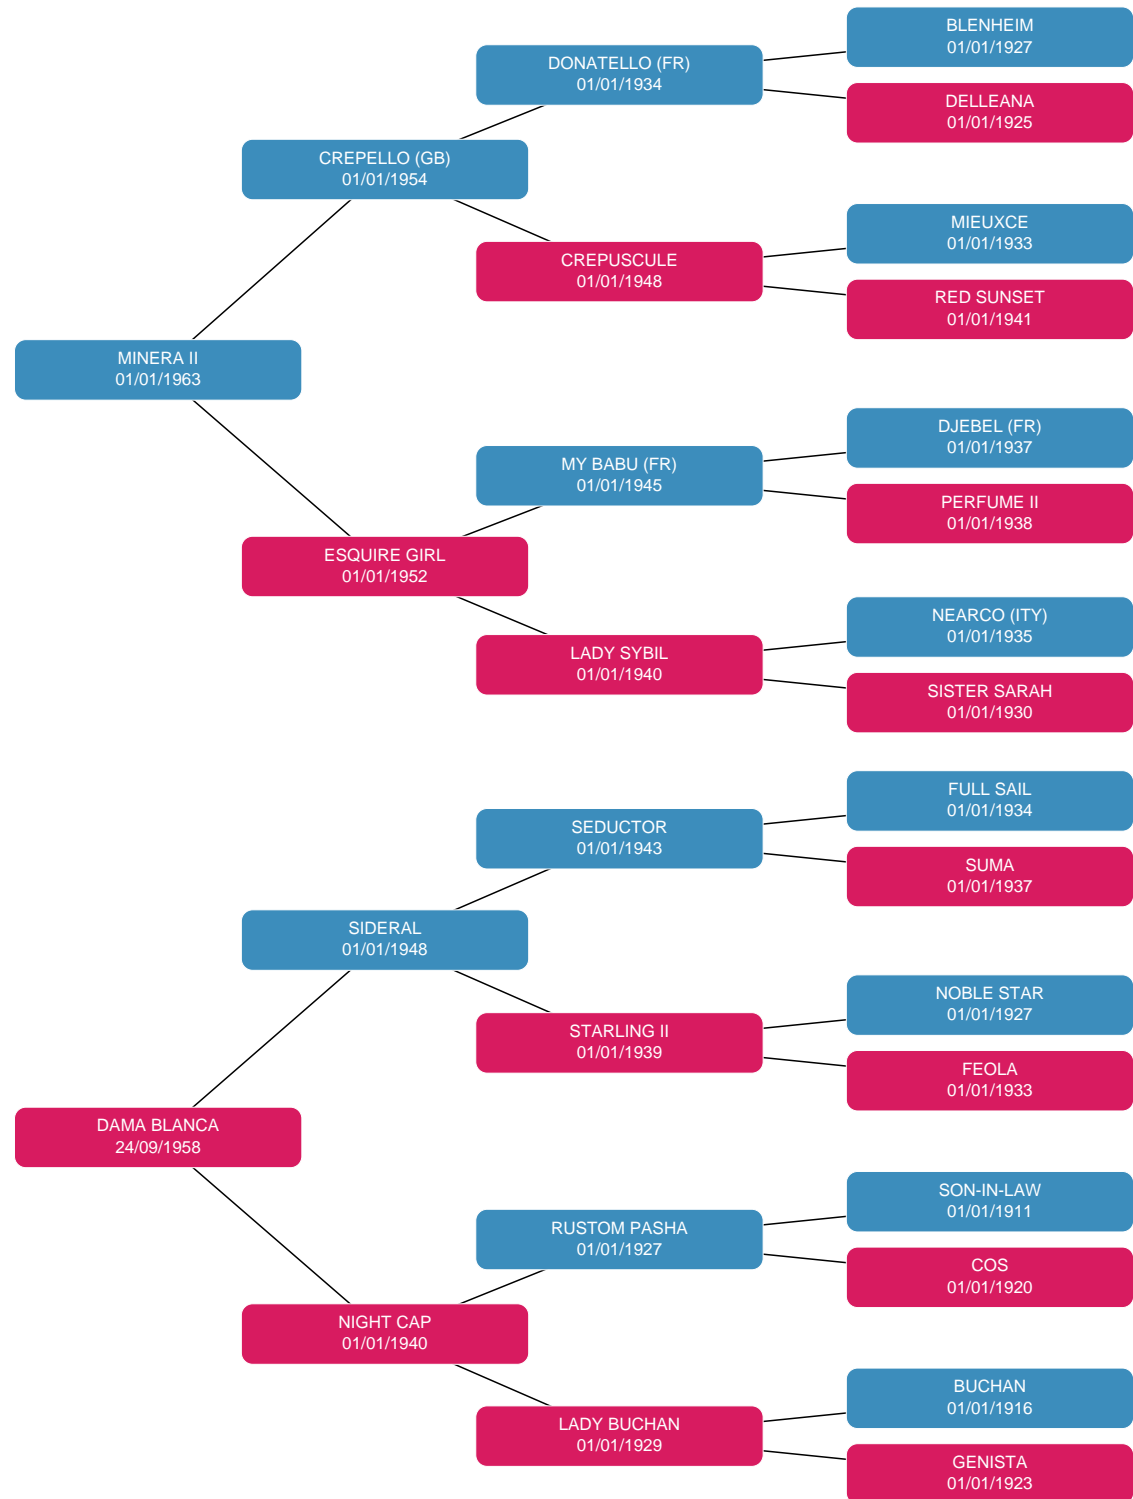 BLENHEIM
01/01/1927
DONATELLO (FR)
01/01/1934
DELLEANA
01/01/1925
CREPELLO (GB)
01/01/1954
MIEUXCE
01/01/1933
CREPUSCULE
01/01/1948
RED SUNSET
01/01/1941
MINERA II
01/01/1963
DJEBEL (FR)
01/01/1937
MY BABU (FR)
01/01/1945
PERFUME II
01/01/1938
ESQUIRE GIRL
01/01/1952
NEARCO (ITY)
01/01/1935
LADY SYBIL
01/01/1940
SISTER SARAH
01/01/1930
FULL SAIL
01/01/1934
SEDUCTOR
01/01/1943
SUMA
01/01/1937
SIDERAL
01/01/1948
NOBLE STAR
01/01/1927
STARLING II
01/01/1939
FEOLA
01/01/1933
DAMA BLANCA
24/09/1958
SON-IN-LAW
01/01/1911
RUSTOM PASHA
01/01/1927
COS
01/01/1920
NIGHT CAP
01/01/1940
BUCHAN
01/01/1916
LADY BUCHAN
01/01/1929
GENISTA
01/01/1923